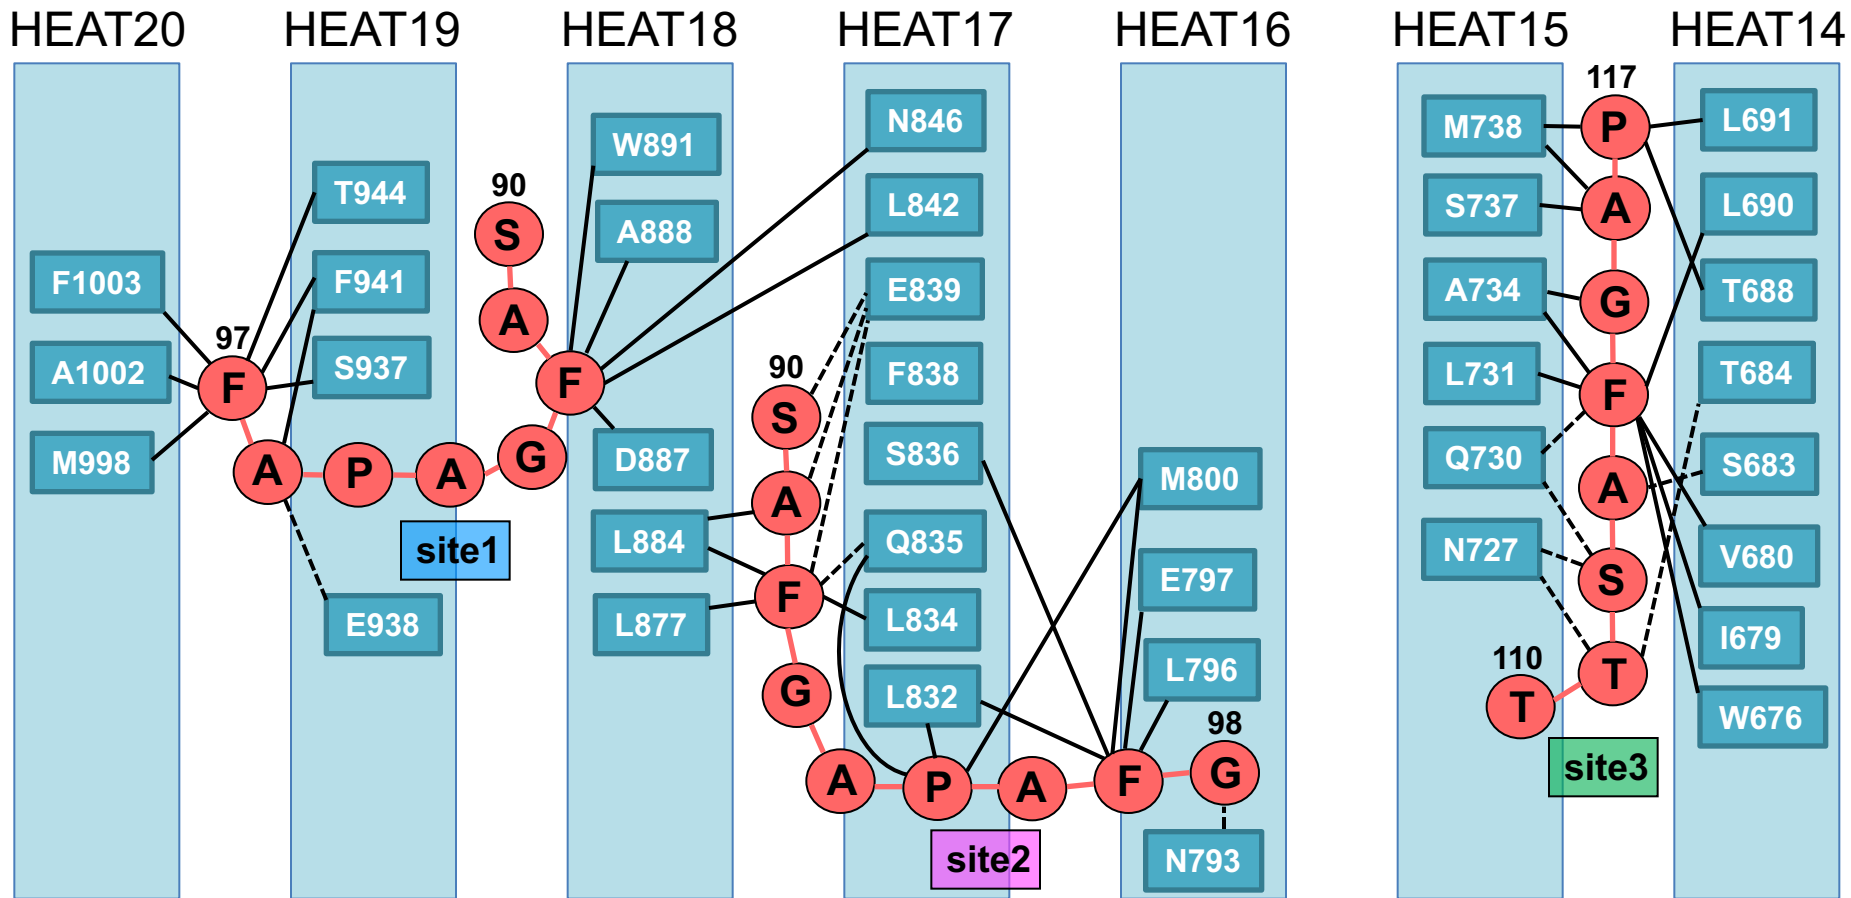 HEAT20 HEAT19 HEAT18 HEAT17 HEAT16 HEAT15 HEAT14
F1003
A1002
M998
97
F
A
P
A
G
F
A
S
90
T944
F941
S937
E938
site1
W891
A888
D887
L884
L877
90
S
A
F
G
A
P
A
F
G
98
N846
L842
E839
F838
S836
Q835
L834
L832
site2
M800
E797
L796
N793
M738
S737
A734
L731
Q730
N727
117
P
A
G
F
A
S
T
T
110
site3
L691
L690
T688
T684
S683
V680
I679
W676